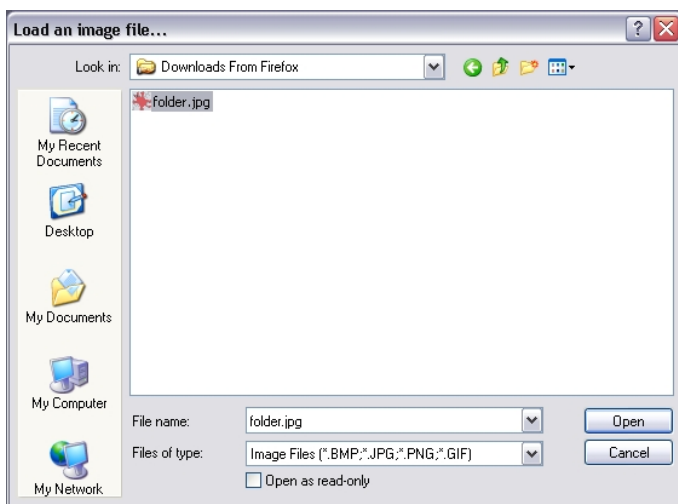 Load an image file...
Look in: Downloads From Firefox
folder.jpg
My Recent
Documents
Desktop
My Documents
My Computer
My Network
File name: folder.jpg Open
Files of type: Image Files (*.BMP;*.JPG;*.PNG;*.GIF) Cancel
Open as read-only